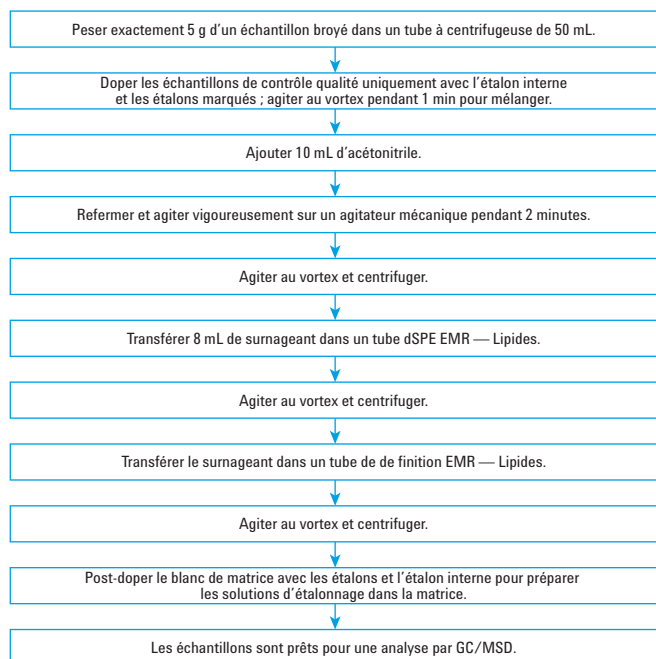 Peser exactement 5 g d'un échantillon broyé dans un tube à centrifugeuse de 50 mL.
Doper les échantillons de contrôle qualité uniquement avec l'étalon interne
et les étalons marqués ; agiter au vortex pendant 1 min pour mélanger.
Ajouter 10 mL d'acétonitrile.
Refermer et agiter vigoureusement sur un agitateur mécanique pendant 2 minutes.
Agiter au vortex et centrifuger.
Transférer 8 mL de surnageant dans un tube dSPE EMR — Lipides.
Agiter au vortex et centrifuger.
Transférer le surnageant dans un tube de de finition EMR — Lipides.
Agiter au vortex et centrifuger.
Post-doper le blanc de matrice avec les étalons et l'étalon interne pour préparer
les solutions d'étalonnage dans la matrice.
Les échantillons sont prêts pour une analyse par GC/MSD.